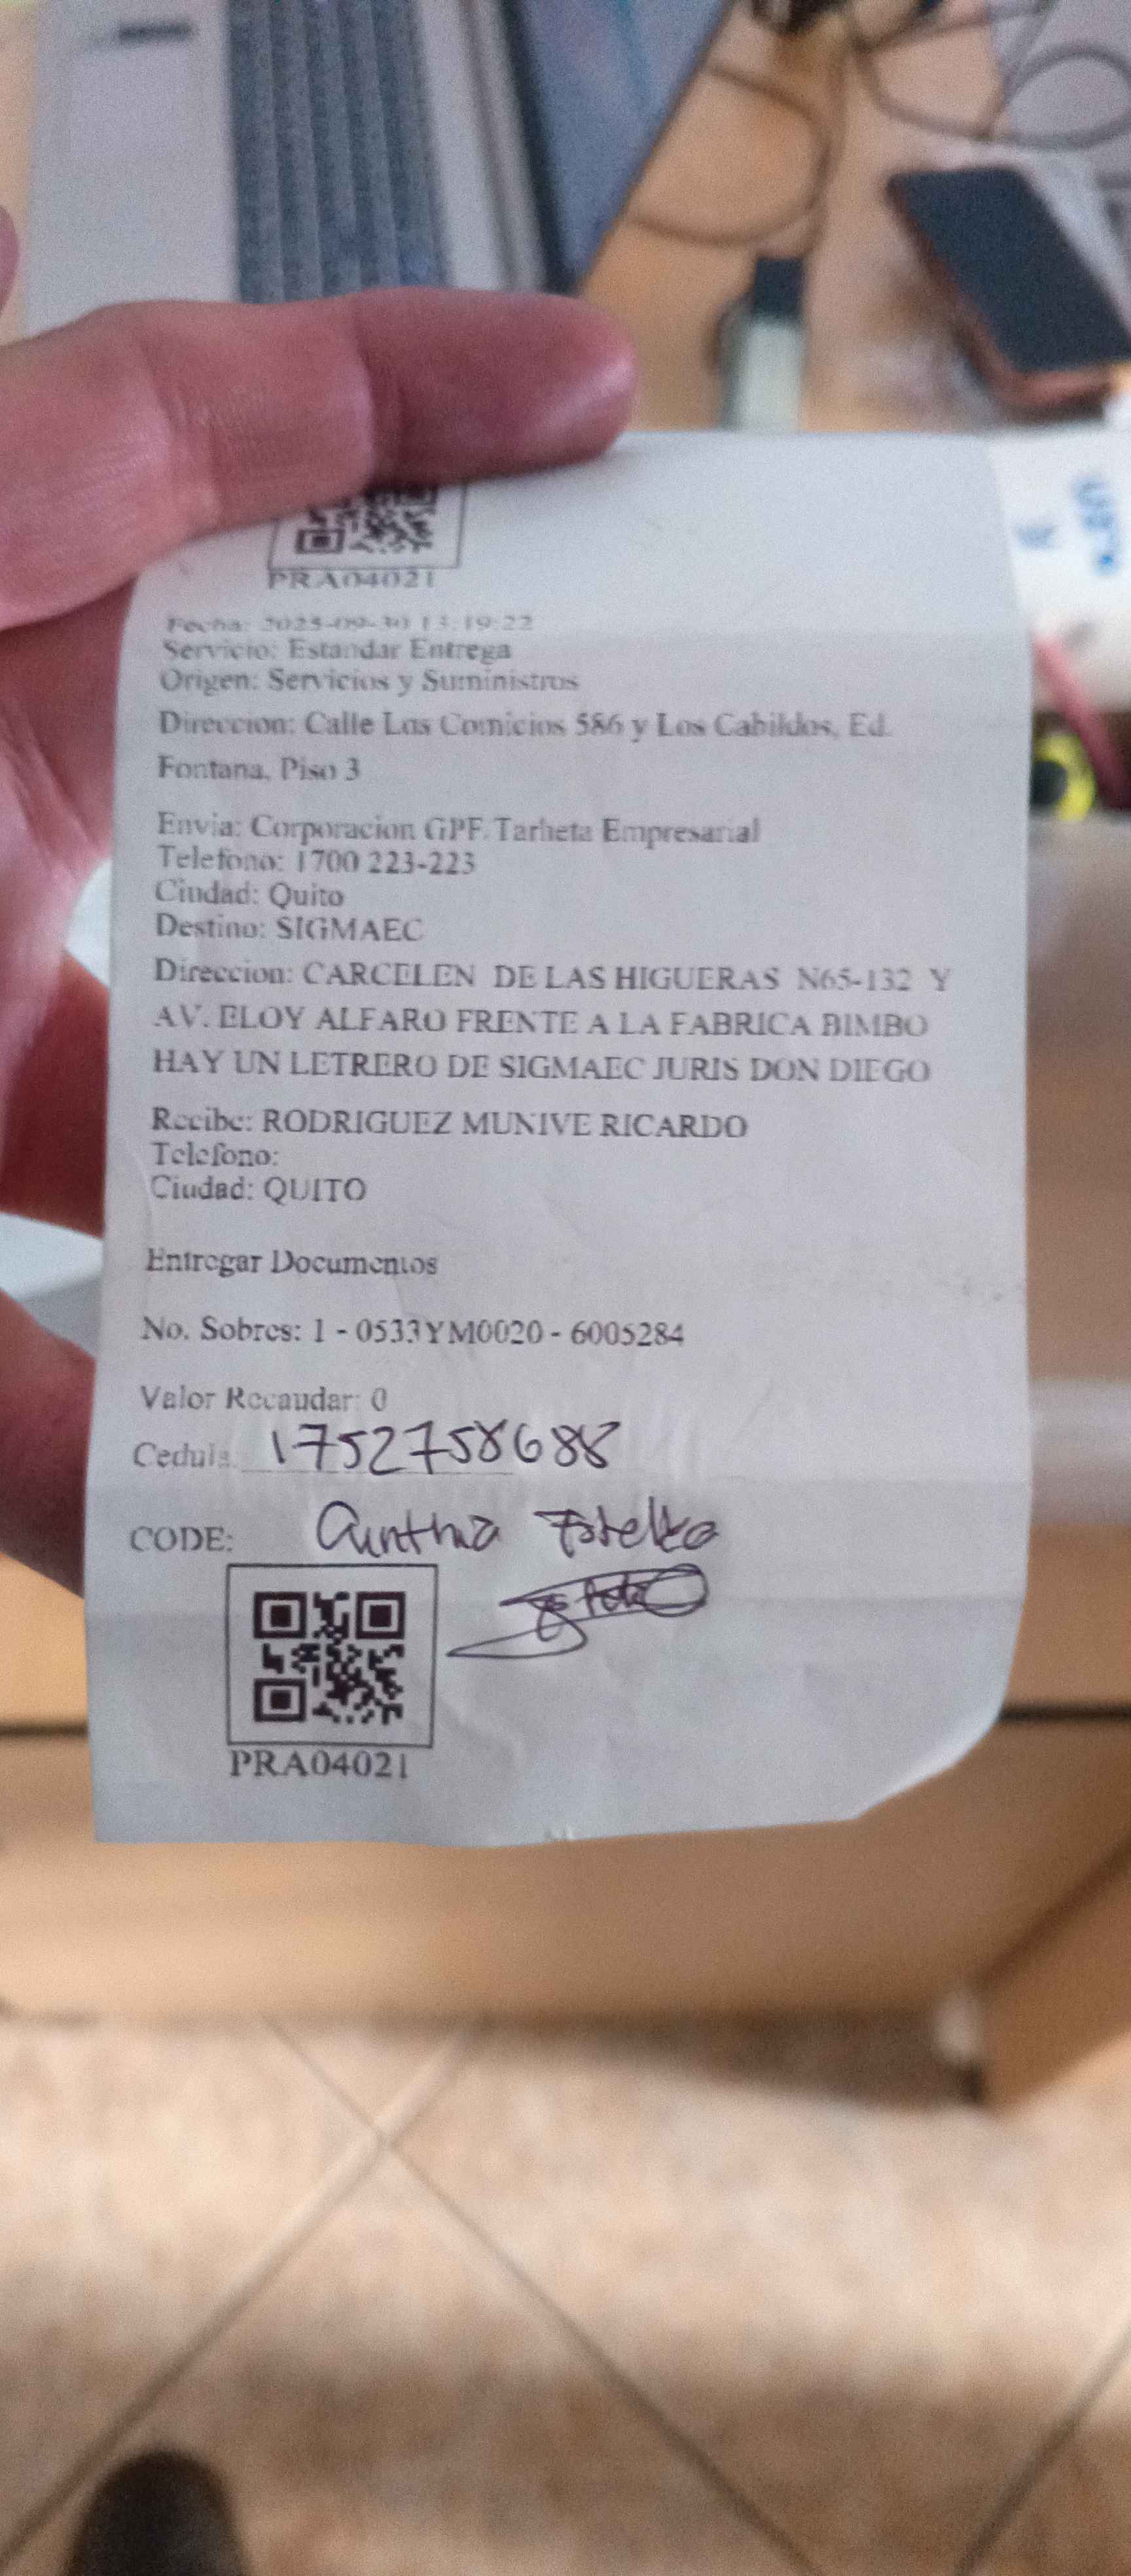 PRA04021
Fecha: 2025-09-30 13:19:22
Servicio: Estandar Entrega
Origen: Servicios y Suministros
Direccion: Calle Los Comicios 586 y Los Cabildos, Ed.
Fontana, Piso 3
Envia: Corporacion GPF. Tarheta Empresarial
Telefono: 1700 223-223
Ciudad: Quito
Destino: SIGMAEC
Direccion: CARCELEN DE LAS HIGUERAS N65-132 Y
AV. ELOY ALFARO FRENTE A LA FABRICA BIMBO
HAY UN LETRERO DE SIGMAEC JURIS DON DIEGO
Recibe: RODRIGUEZ MUNIVE RICARDO
Telefono:
Ciudad: QUITO
Entregar Documentos
No. Sobres: 1 - 0533YM0020 - 6005284
Valor Recaudar: 0
Cedula: 1752758688
CODE: Cinthia
PRA04021